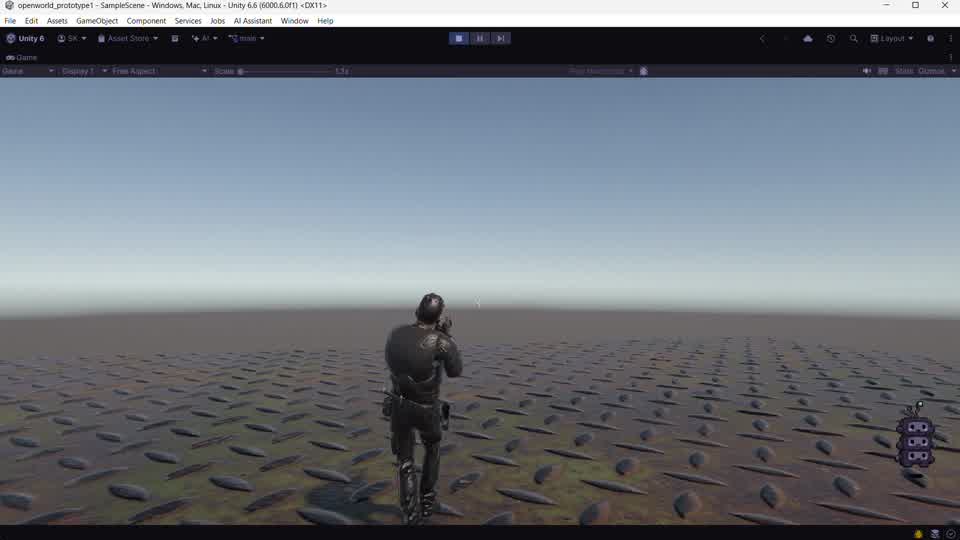 openworld_prototype1 - SampleScene - Windows, Mac, Linux - Unity 6.6 (6000.6.0f1) <DX11>
File Edit Assets GameObject Component Services Jobs AI Assistant Window Help
Unity 6 SK Asset Store AI main Layout
Game
Game Display 1 Free Aspect Scale 1.3x Play Maximized Stats Gizmos